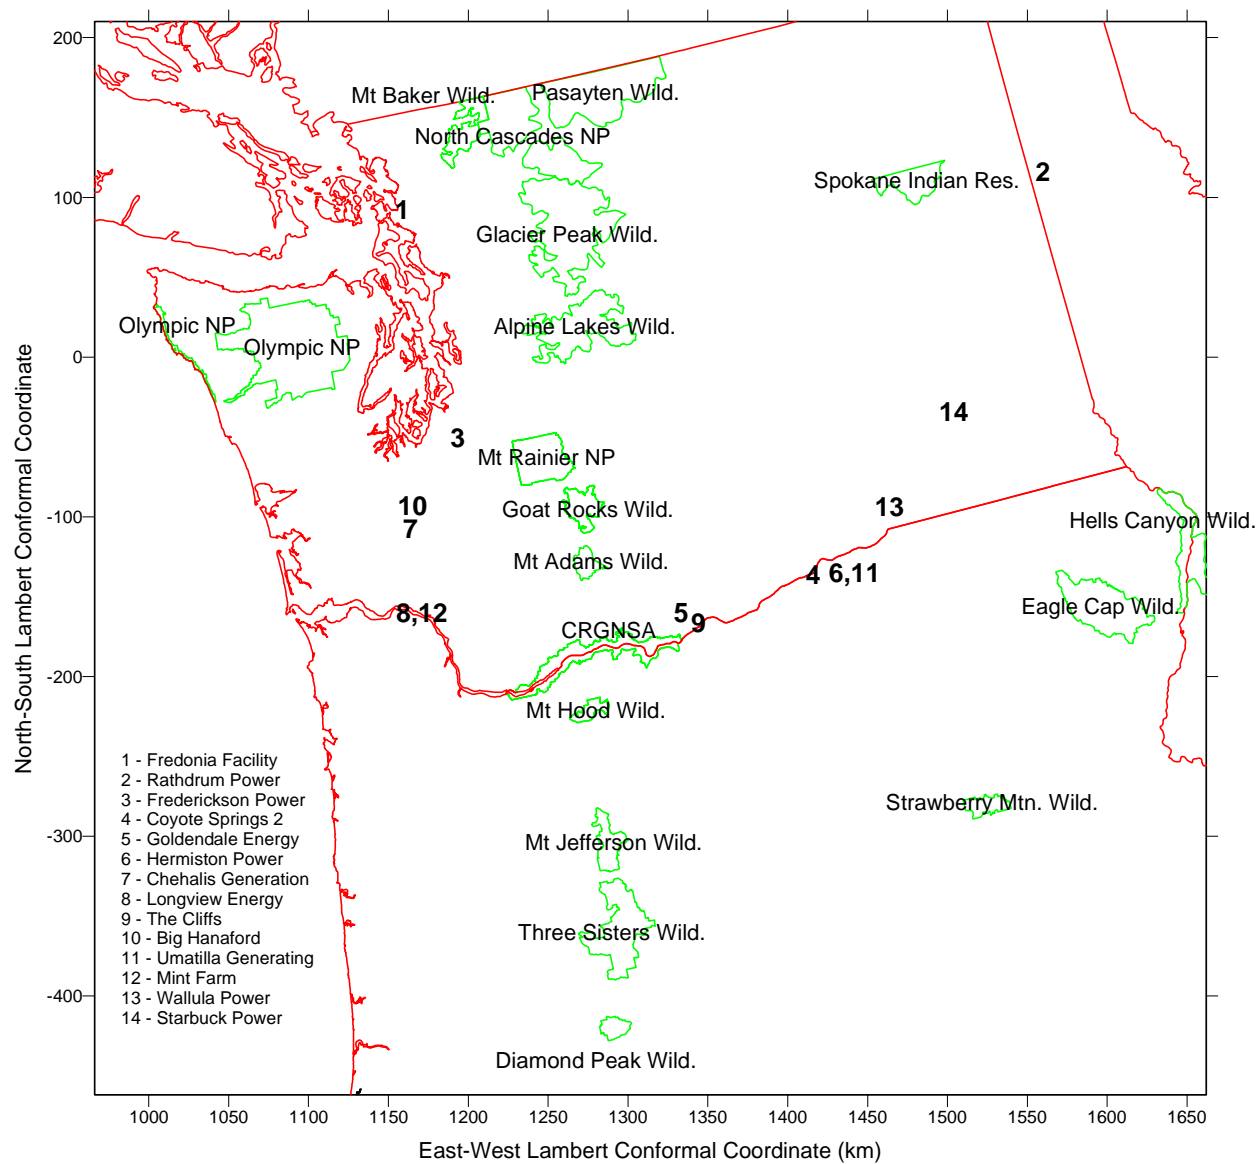 200
100
0
-100
-200
-300
-400
North-South Lambert Conformal Coordinate
Mt Baker Wild.
Pasayten Wild.
North Cascades NP
2
Spokane Indian Res.
1
Glacier Peak Wild.
Olympic NP
Alpine Lakes Wild.
Olympic NP
14
3
Mt Rainier NP
10
13
Goat Rocks Wild.
7
Hells Canyon Wild.
Mt Adams Wild.
4 6,11
Eagle Cap Wild.
8,12
5
9
CRGNSA
Mt Hood Wild.
Strawberry Mtn. Wild.
Mt Jefferson Wild.
Three Sisters Wild.
Diamond Peak Wild.
1 - Fredonia Facility
2 - Rathdrum Power
3 - Frederickson Power
4 - Coyote Springs 2
5 - Goldendale Energy
6 - Hermiston Power
7 - Chehalis Generation
8 - Longview Energy
9 - The Cliffs
10 - Big Hanaford
11 - Umatilla Generating
12 - Mint Farm
13 - Wallula Power
14 - Starbuck Power
1000 1050 1100 1150 1200 1250 1300 1350 1400 1450 1500 1550 1600 1650
East-West Lambert Conformal Coordinate (km)